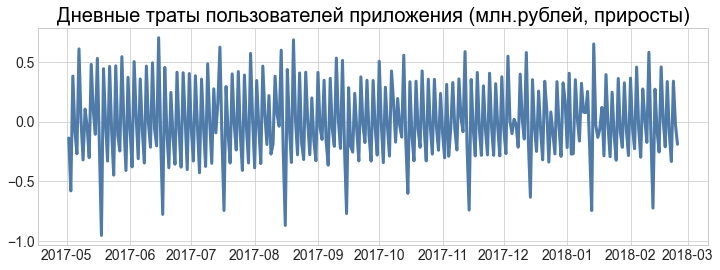 Дневные траты пользователей приложения (млн.рублей, приросты)
0.5
0.0
−0.5
−1.0
2017-05 2017-06 2017-07 2017-08 2017-09 2017-10 2017-11 2017-12 2018-01 2018-02 2018-03